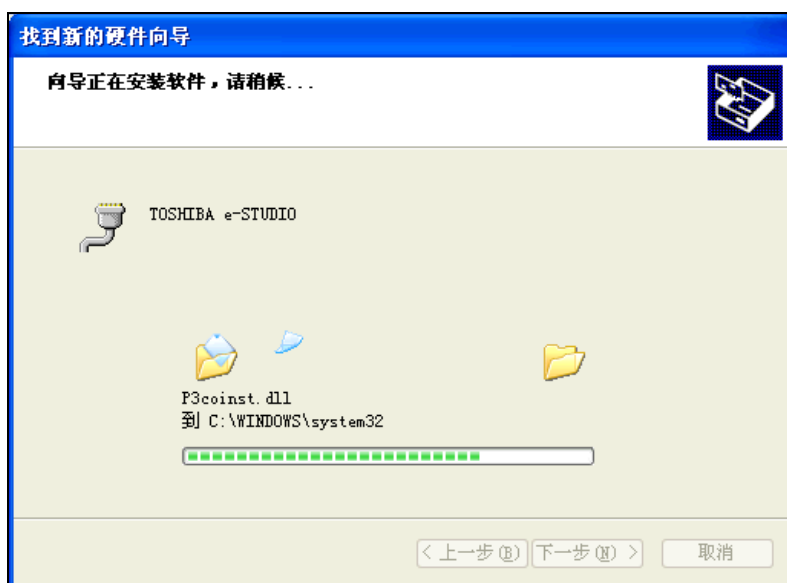 找到新的硬件向导
向导正在安装软件，请稍候...
TOSHIBA e-STUDIO
P3coinst.dll
到 C:\WINDOWS\system32
< 上一步(B) 下一步(N) > 取消